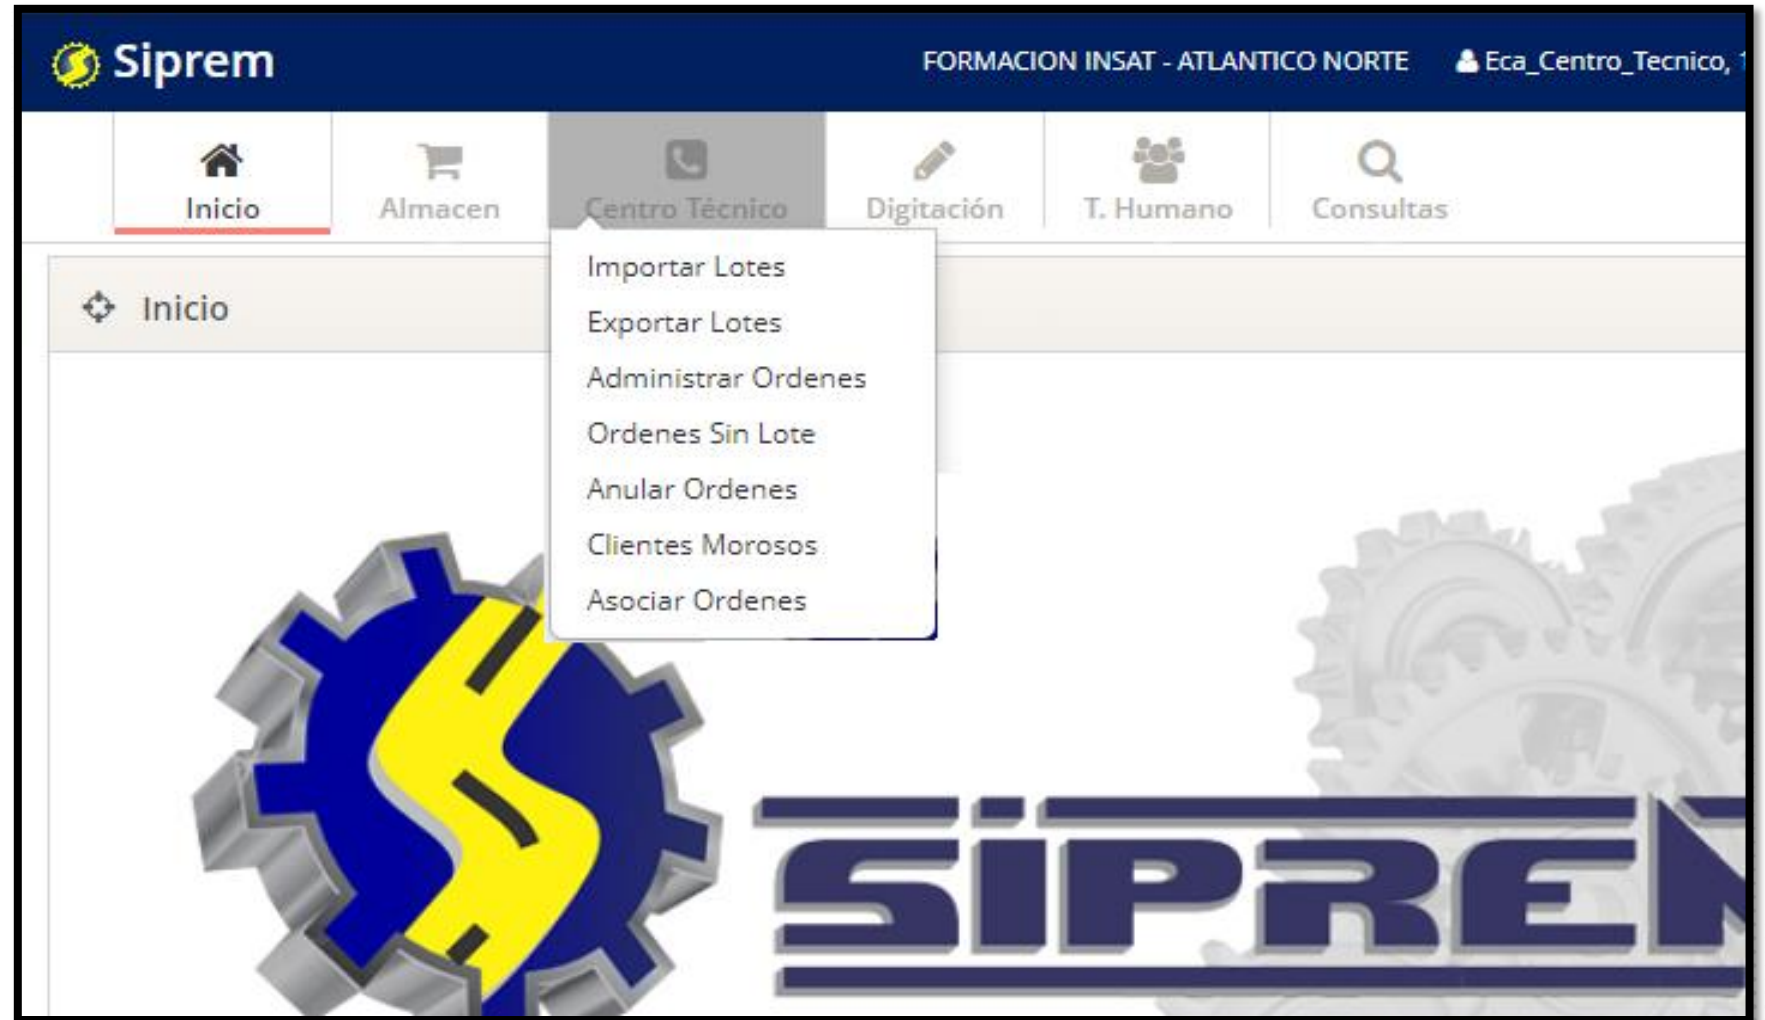 Siprem
FORMACION INSAT - ATLANTICO NORTE
Eca_Centro_Tecnico,
Inicio
Almacen
Centro Técnico
Digitación
T. Humano
Consultas
Inicio
Importar Lotes
Exportar Lotes
Administrar Ordenes
Ordenes Sin Lote
Anular Ordenes
Clientes Morosos
Asociar Ordenes
SiPREM